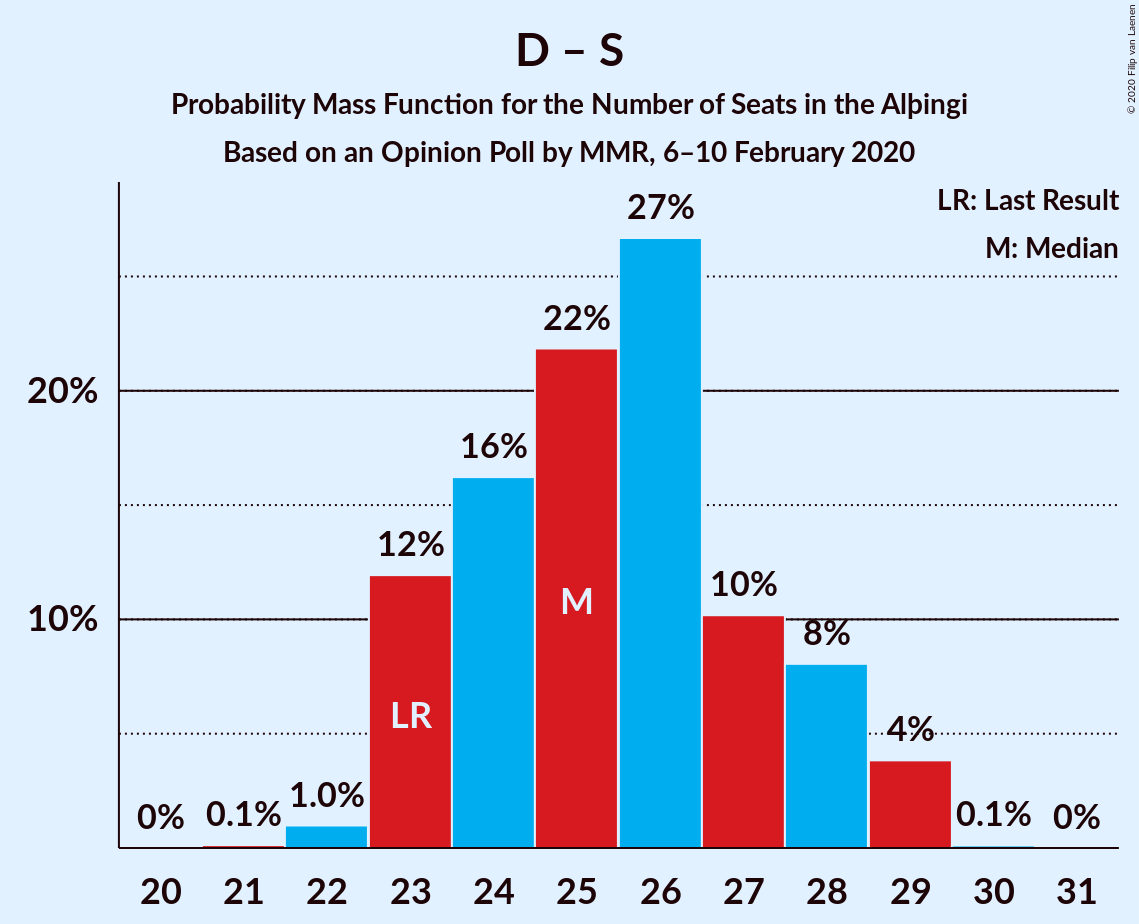 D – S
Probability Mass Function for the Number of Seats in the Alþingi
Based on an Opinion Poll by MMR, 6–10 February 2020
© 2020 Filip van Laenen
LR: Last Result
M: Median
27%
22%
20%
16%
12%
10%
10%
8%
M
LR
4%
1.0%
0%
0.1%
0.1%
0%
20 21 22 23 24 25 26 27 28 29 30 31